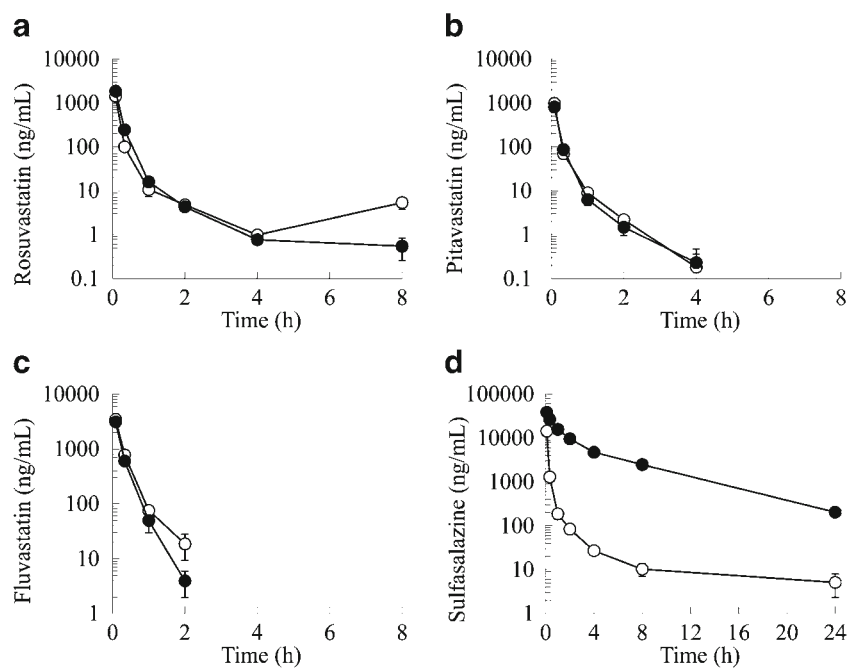 a
Rosuvastatin (ng/mL)
10000
1000
100
10
1
0.1
0 2 4 6 8
Time (h)
b
Pitavastatin (ng/mL)
10000
1000
100
10
1
0.1
0 2 4 6 8
Time (h)
c
Fluvastatin (ng/mL)
10000
1000
100
10
1
0 2 4 6 8
Time (h)
d
Sulfasalazine (ng/mL)
100000
10000
1000
100
10
1
0 4 8 12 16 20 24
Time (h)